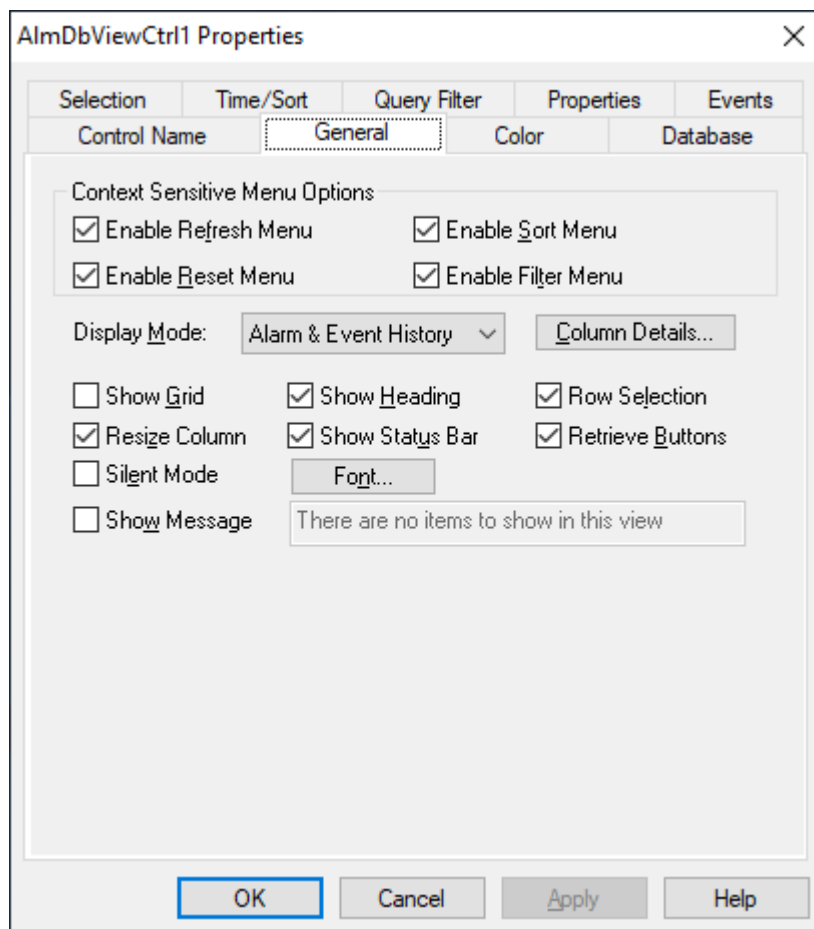 AlmDbViewCtrl1 Properties
Selection Time/Sort Query Filter Properties Events
Control Name General Color Database
Context Sensitive Menu Options
Enable Refresh Menu Enable Sort Menu
Enable Reset Menu Enable Filter Menu
Display Mode: Alarm & Event History Column Details...
Show Grid Show Heading Row Selection
Resize Column Show Status Bar Retrieve Buttons
Silent Mode Font...
Show Message There are no items to show in this view
OK Cancel Apply Help